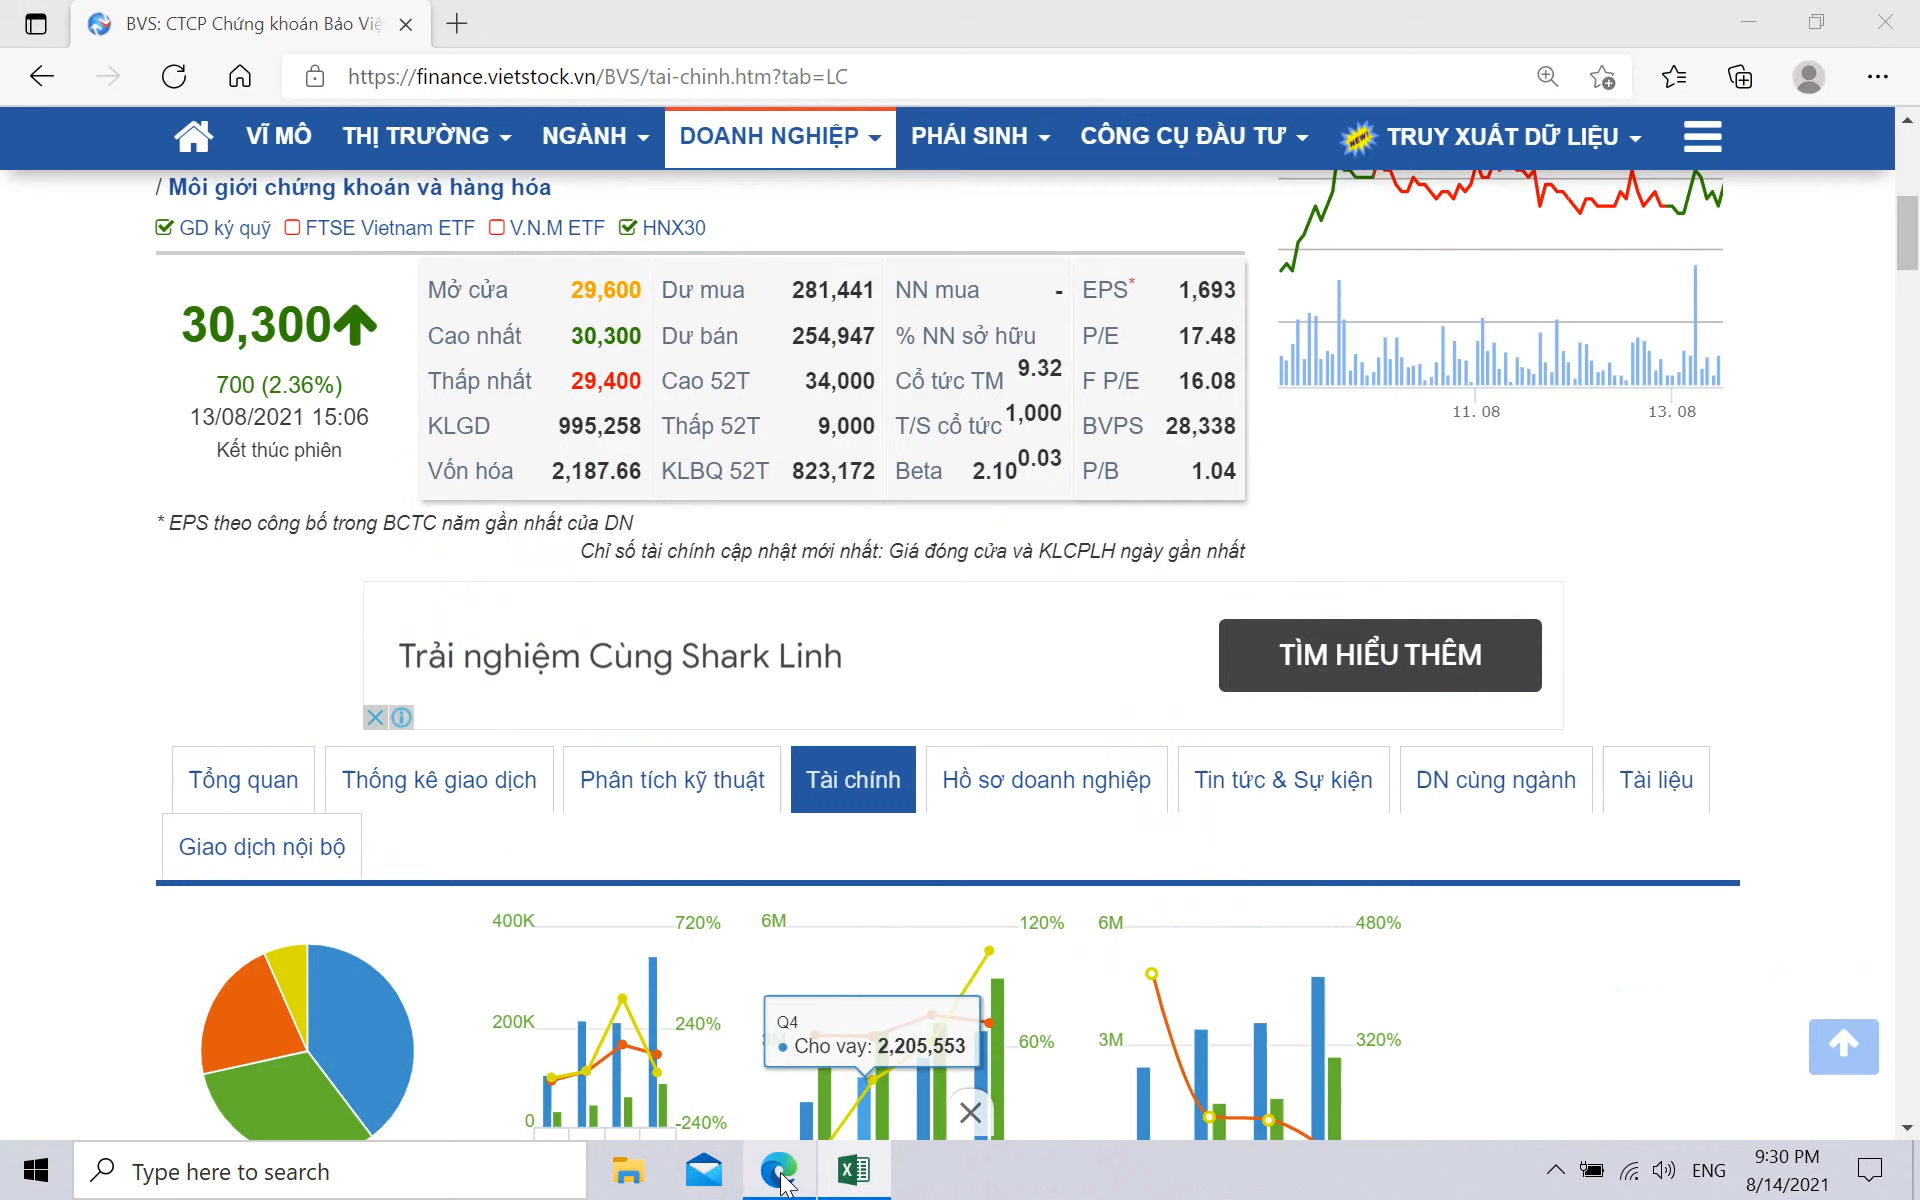 BVS: CTCP Chứng khoán Bảo Việ
https://finance.vietstock.vn/BVS/tai-chinh.htm?tab=LC
VĨ MÔ THỊ TRƯỜNG NGÀNH DOANH NGHIỆP PHÁI SINH CÔNG CỤ ĐẦU TƯ NEW TRUY XUẤT DỮ LIỆU
/ Môi giới chứng khoán và hàng hóa
GD ký quỹ FTSE Vietnam ETF V.N.M ETF HNX30
30,300
700 (2.36%)
13/08/2021 15:06
Kết thúc phiên
Mở cửa 29,600 Dư mua 281,441 NN mua - EPS* 1,693
Cao nhất 30,300 Dư bán 254,947 % NN sở hữu 9.32 P/E 17.48
Thấp nhất 29,400 Cao 52T 34,000 Cổ tức TM 1,000 F P/E 16.08
KLGD 995,258 Thấp 52T 9,000 T/S cổ tức 0.03 BVPS 28,338
Vốn hóa 2,187.66 KLBQ 52T 823,172 Beta 2.10 P/B 1.04
11. 08 13. 08
* EPS theo công bố trong BCTC năm gần nhất của DN
Chỉ số tài chính cập nhật mới nhất: Giá đóng cửa và KLCPLH ngày gần nhất
Trải nghiệm Cùng Shark Linh
TÌM HIỂU THÊM
Tổng quan Thống kê giao dịch Phân tích kỹ thuật Tài chính Hồ sơ doanh nghiệp Tin tức & Sự kiện DN cùng ngành Tài liệu
Giao dịch nội bộ
400K 720% 6M 120% 6M 480%
200K 240% 3M 60% 3M 320%
0 -240%
Q4
Cho vay: 2,205,553
Type here to search
ENG
9:30 PM
8/14/2021